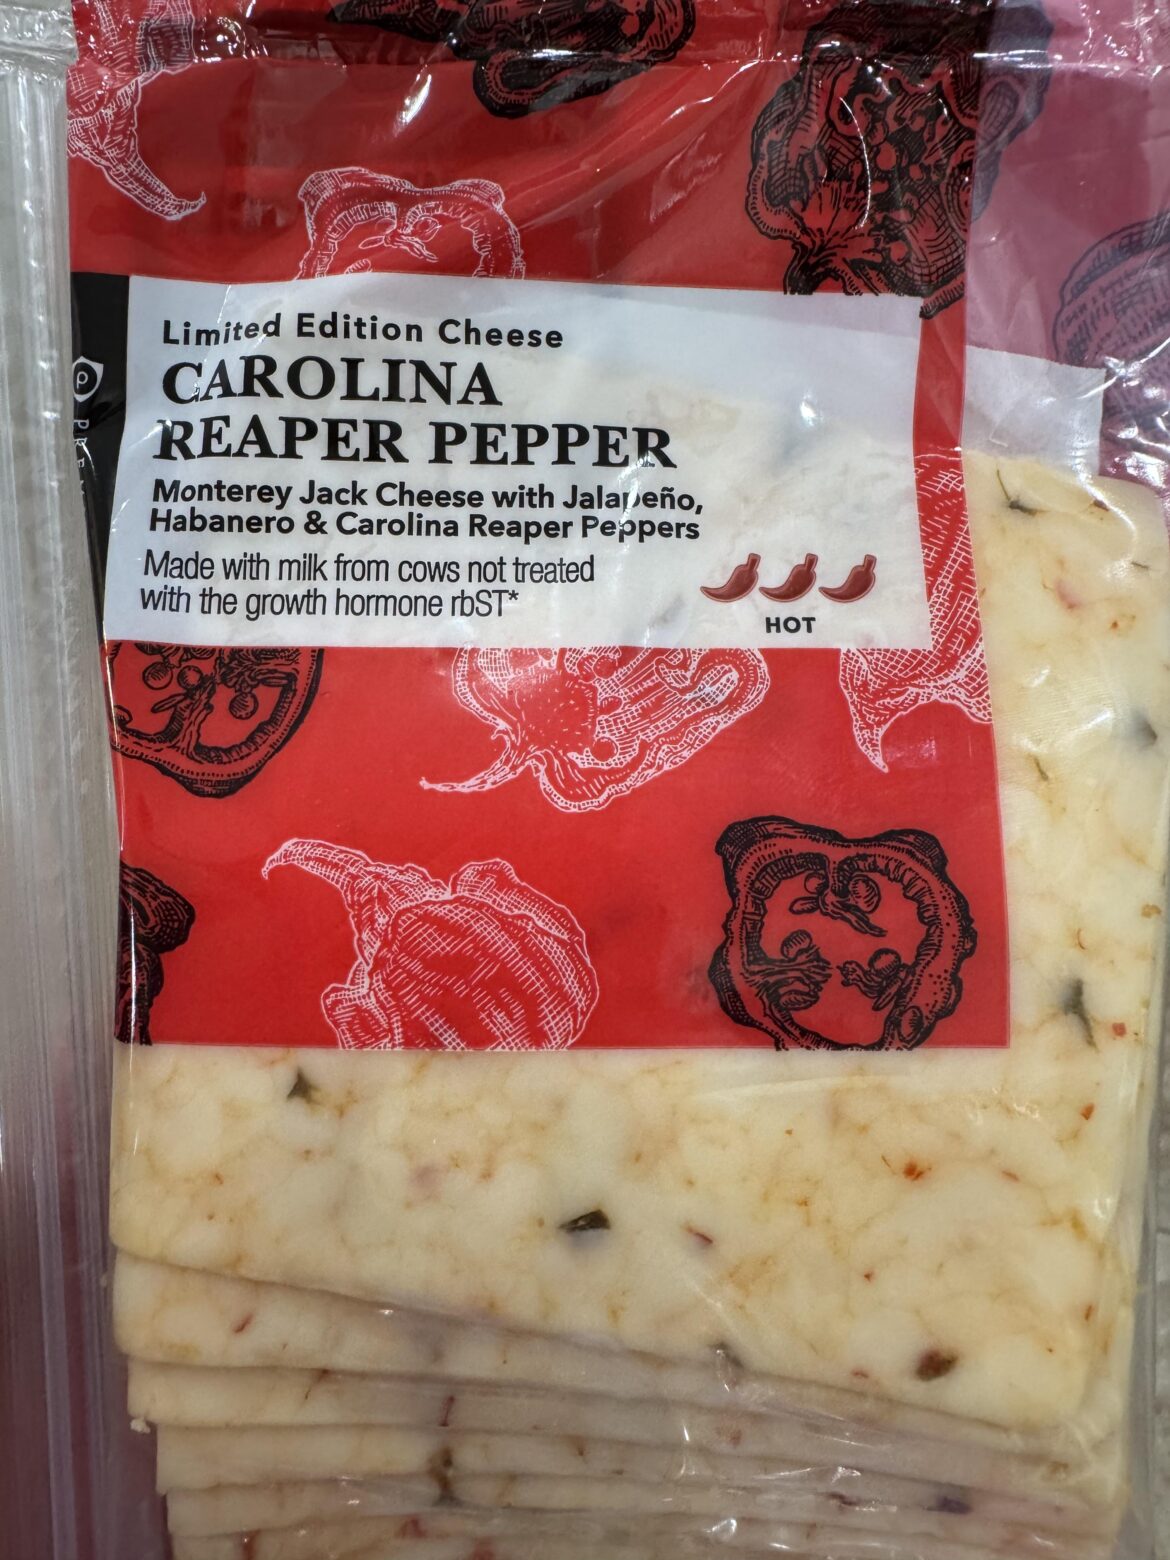 Limited Edition Cheese
CAROLINA
REAPER PEPPER
Monterey Jack Cheese with Jalapeño,
Habanero & Carolina Reaper Peppers
Made with milk from cows not treated
with the growth hormone rbST*
HOT